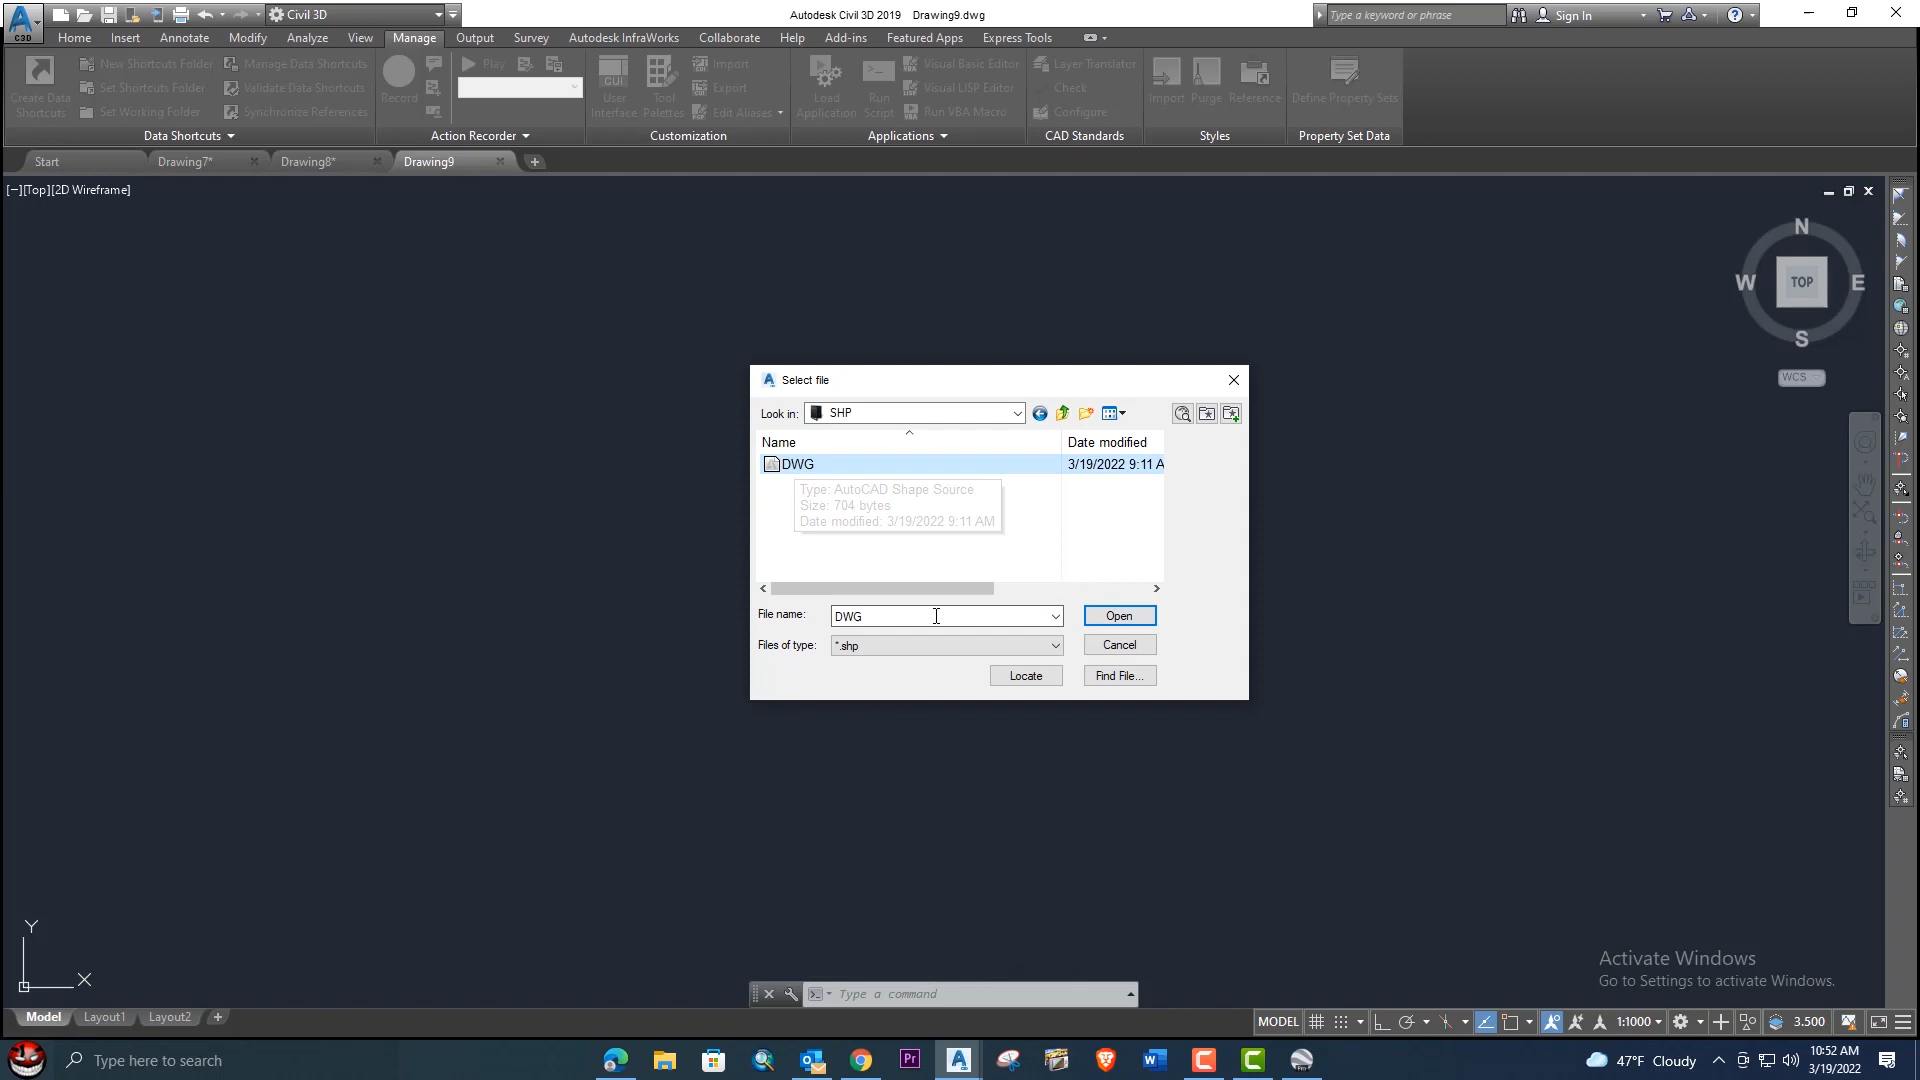 Civil 3D
Autodesk Civil 3D 2019 Drawing9.dwg
Type a keyword or phrase
Sign In
C3D
Home Insert Annotate Modify Analyze View Manage Output Survey Autodesk InfraWorks Collaborate Help Add-ins Featured Apps Express Tools
New Shortcuts Folder
Manage Data Shortcuts
Play
Import
Visual Basic Editor
Layer Translator
Set Shortcuts Folder
Validate Data Shortcuts
Export
Visual LISP Editor
Check
Create Data Shortcuts
Set Working Folder
Synchronize References
Record
User Interface
Tool Palettes
Edit Aliases
Load Application
Run Script
Run VBA Macro
Configure
Import
Purge
Reference
Define Property Sets
Data Shortcuts
Action Recorder
Customization
Applications
CAD Standards
Styles
Property Set Data
Start
Drawing7*
Drawing8*
Drawing9
[−][Top][2D Wireframe]
N
W
TOP
E
S
WCS
Select file
Look in: SHP
Name
Date modified
DWG
3/19/2022 9:11 A
Type: AutoCAD Shape Source
Size: 704 bytes
Date modified: 3/19/2022 9:11 AM
File name: DWG
Open
Files of type: *.shp
Cancel
Locate
Find File...
Y
X
Activate Windows
Go to Settings to activate Windows.
Type a command
Model
Layout1
Layout2
MODEL
1:1000
3.500
Type here to search
Pr
47°F Cloudy
10:52 AM
3/19/2022